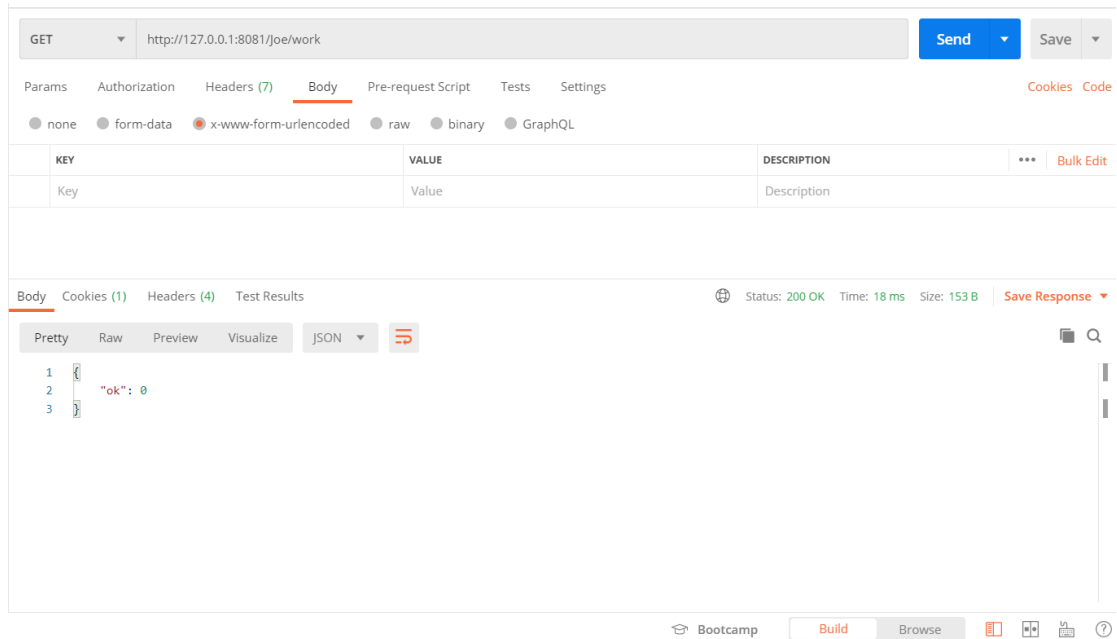 GET http://127.0.0.1:8081/Joe/work Send Save
Params Authorization Headers (7) Body Pre-request Script Tests Settings Cookies Code
none form-data x-www-form-urlencoded raw binary GraphQL
KEY VALUE DESCRIPTION ••• Bulk Edit
Key Value Description
Body Cookies (1) Headers (4) Test Results Status: 200 OK Time: 18 ms Size: 153 B Save Response
Pretty Raw Preview Visualize JSON
1 {
2 "ok": 0
3 }
Bootcamp Build Browse